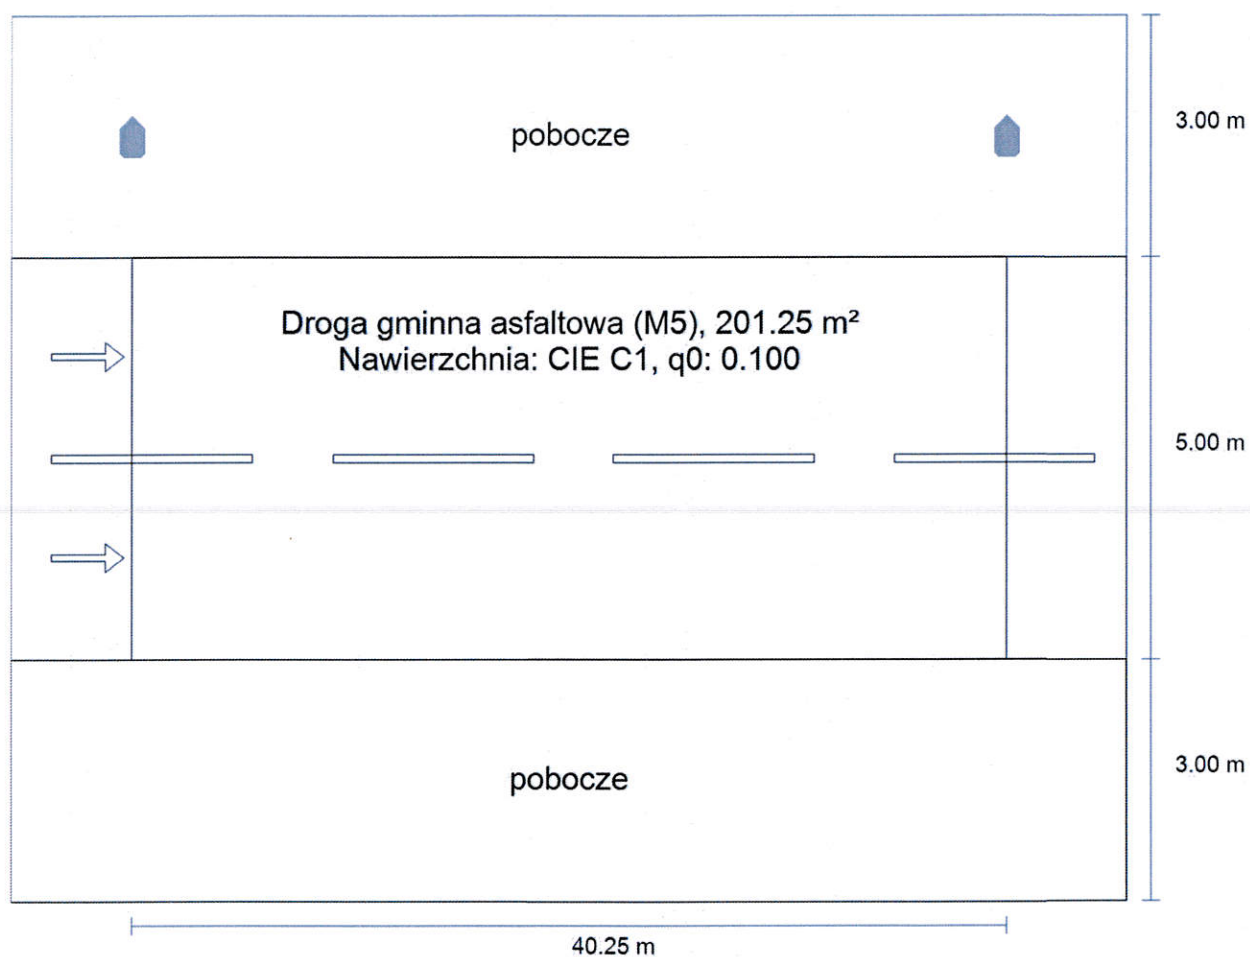 pobocze
3.00 m
Droga gminna asfaltowa (M5), 201.25 m²
Nawierzchnia: CIE C1, q0: 0.100
5.00 m
pobocze
3.00 m
40.25 m